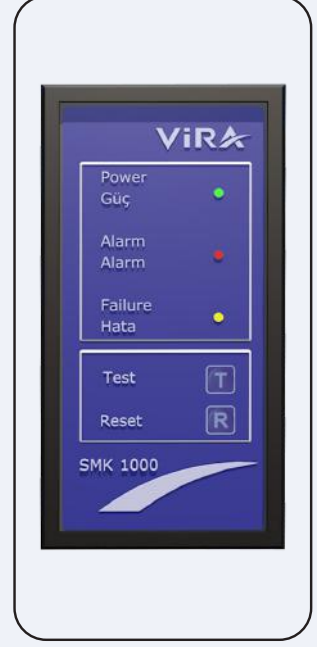 ViRA
Power
Güç
Alarm
Alarm
Failure
Hata
Test T
Reset R
SMK 1000